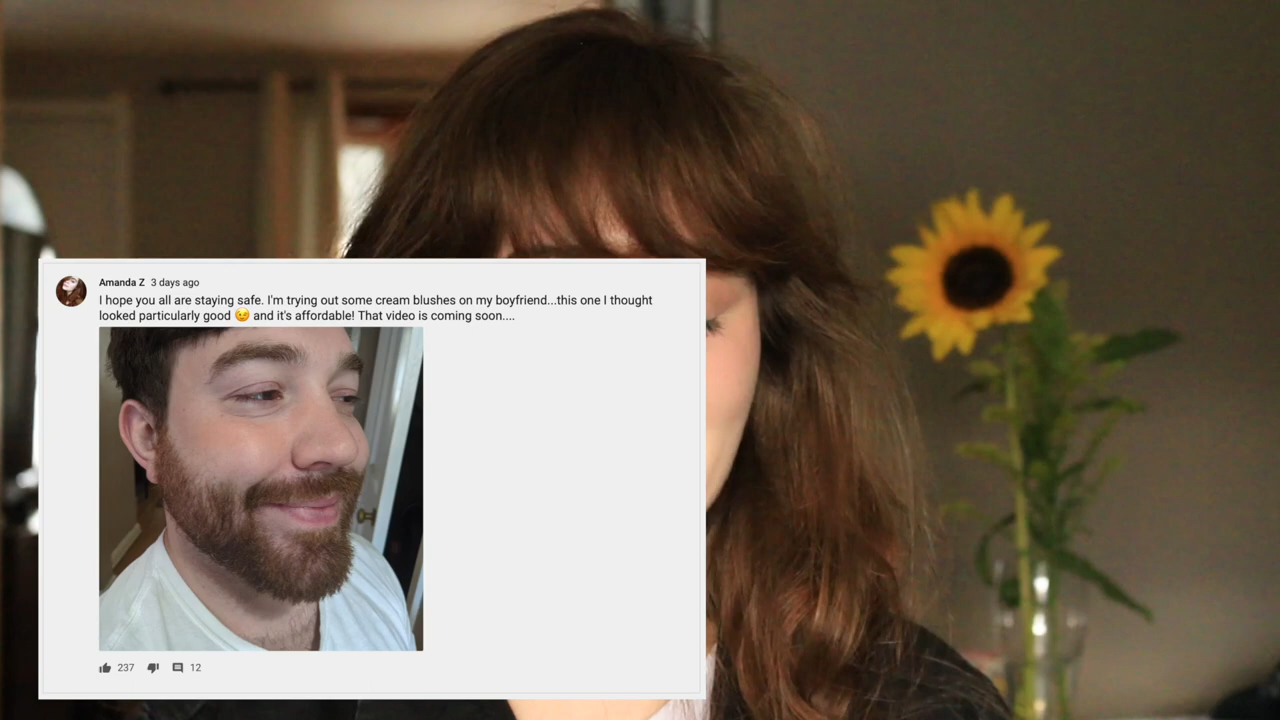 Amanda Z 3 days ago
I hope you all are staying safe. I'm trying out some cream blushes on my boyfriend...this one I thought
looked particularly good 😉 and it's affordable! That video is coming soon....
237 12